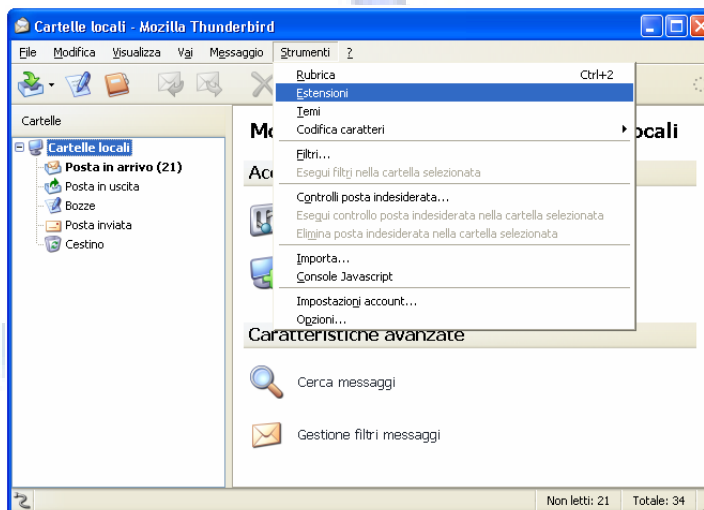 Cartelle locali - Mozilla Thunderbird
File Modifica Visualizza Vai Messaggio Strumenti ?
Rubrica Ctrl+2
Estensioni
Temi
Codifica caratteri
Filtri...
Esegui filtri nella cartella selezionata
Controlli posta indesiderata...
Esegui controllo posta indesiderata nella cartella selezionata
Elimina posta indesiderata nella cartella selezionata
Importa...
Console Javascript
Impostazioni account...
Opzioni...
Cartelle
Cartelle locali
Posta in arrivo (21)
Posta in uscita
Bozze
Posta inviata
Cestino
Caratteristiche avanzate
Cerca messaggi
Gestione filtri messaggi
Non letti: 21 Totale: 34